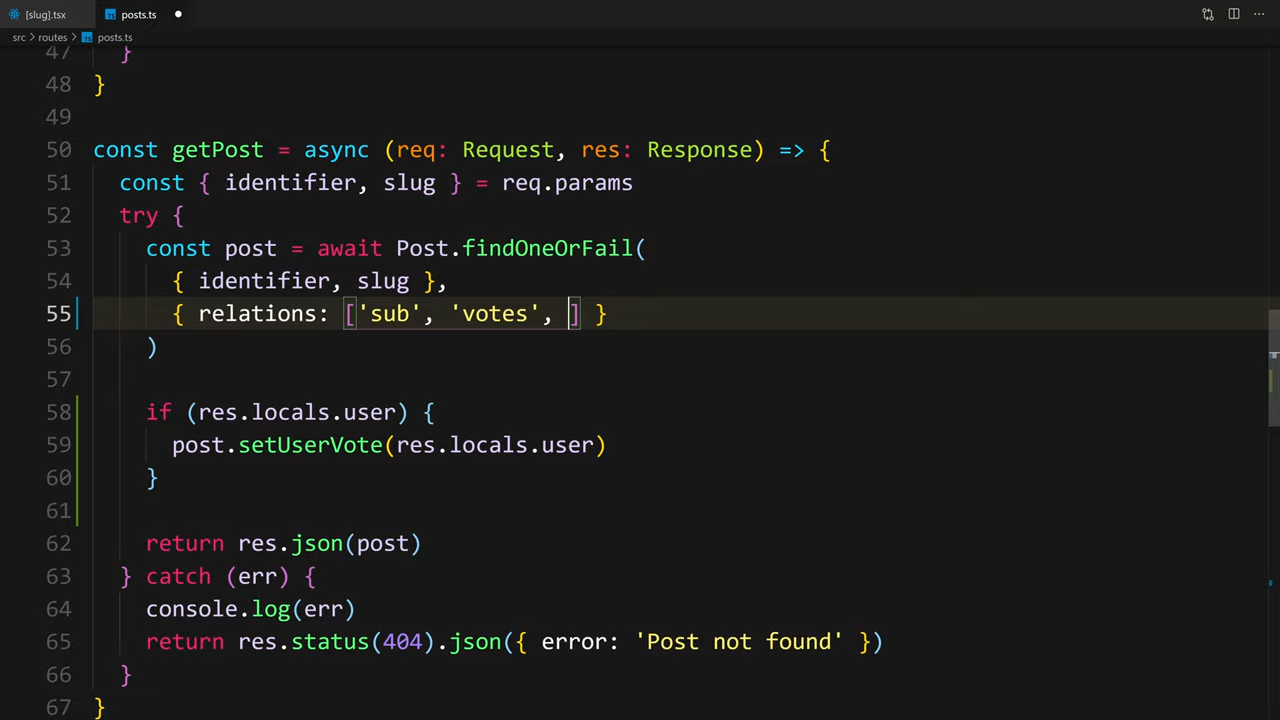 [slug].tsx posts.ts
src > routes > posts.ts
47 }
48 }
49
50 const getPost = async (req: Request, res: Response) => {
51 const { identifier, slug } = req.params
52 try {
53 const post = await Post.findOneOrFail(
54 { identifier, slug },
55 { relations: ['sub', 'votes', ] }
56 )
57
58 if (res.locals.user) {
59 post.setUserVote(res.locals.user)
60 }
61
62 return res.json(post)
63 } catch (err) {
64 console.log(err)
65 return res.status(404).json({ error: 'Post not found' })
66 }
67 }